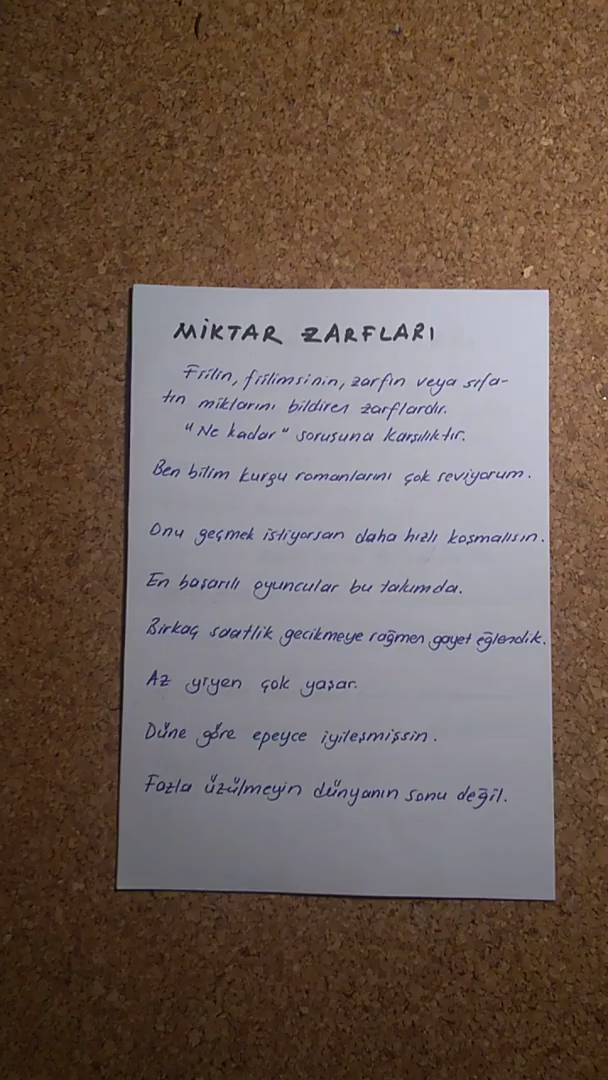 MİKTAR ZARFLARI
Fiilin, fiilimsinin, zarfın veya sıfa-
tın miktarını bildiren zarflardır.
"Ne kadar" sorusuna karşılıktır.
Ben bilim kurgu romanlarını çok seviyorum.
Onu geçmek istiyorsan daha hızlı koşmalısın.
En başarılı oyuncular bu takımda.
Birkaç saatlik gecikmeye rağmen gayet eğlendik.
Az yiyen çok yaşar.
Düne göre epeyce iyileşmişsin.
Fazla üzülmeyin dünyanın sonu değil.